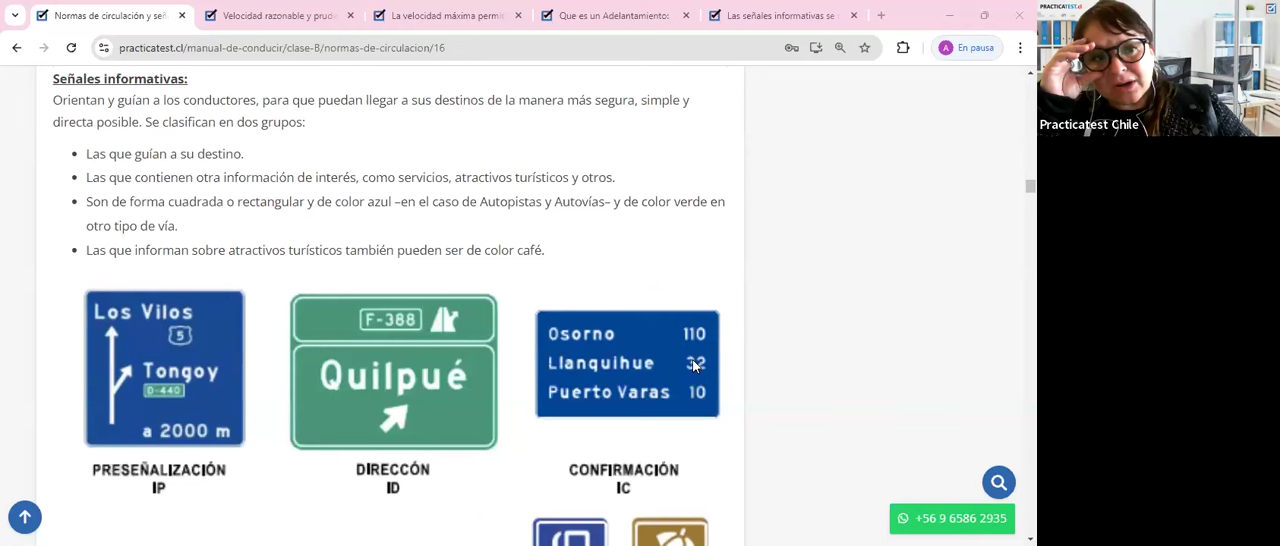 Normas de circulación y señ
Velocidad razonable y prude
La velocidad máxima permi
Que es un Adelantamiento:
Las señales informativas se
practicatest.cl/manual-de-conducir/clase-B/normas-de-circulacion/16
A En pausa
PRACTICATEST.cl
Practicatest Chile
Señales informativas:
Orientan y guían a los conductores, para que puedan llegar a sus destinos de la manera más segura, simple y
directa posible. Se clasifican en dos grupos:
Las que guían a su destino.
Las que contienen otra información de interés, como servicios, atractivos turísticos y otros.
Son de forma cuadrada o rectangular y de color azul –en el caso de Autopistas y Autovías– y de color verde en
otro tipo de vía.
Las que informan sobre atractivos turísticos también pueden ser de color café.
Los Vilos
5
Tongoy
D-440
a 2000 m
F-388
Quilpué
Osorno 110
Llanquihue
Puerto Varas 10
PRESEÑALIZACIÓN
IP
DIRECCÓN
ID
CONFIRMACIÓN
IC
+56 9 6586 2935